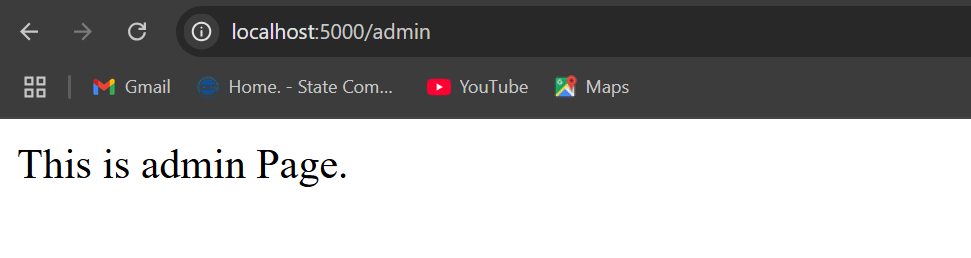 localhost:5000/admin
Gmail Home. - State Com... YouTube Maps
This is admin Page.